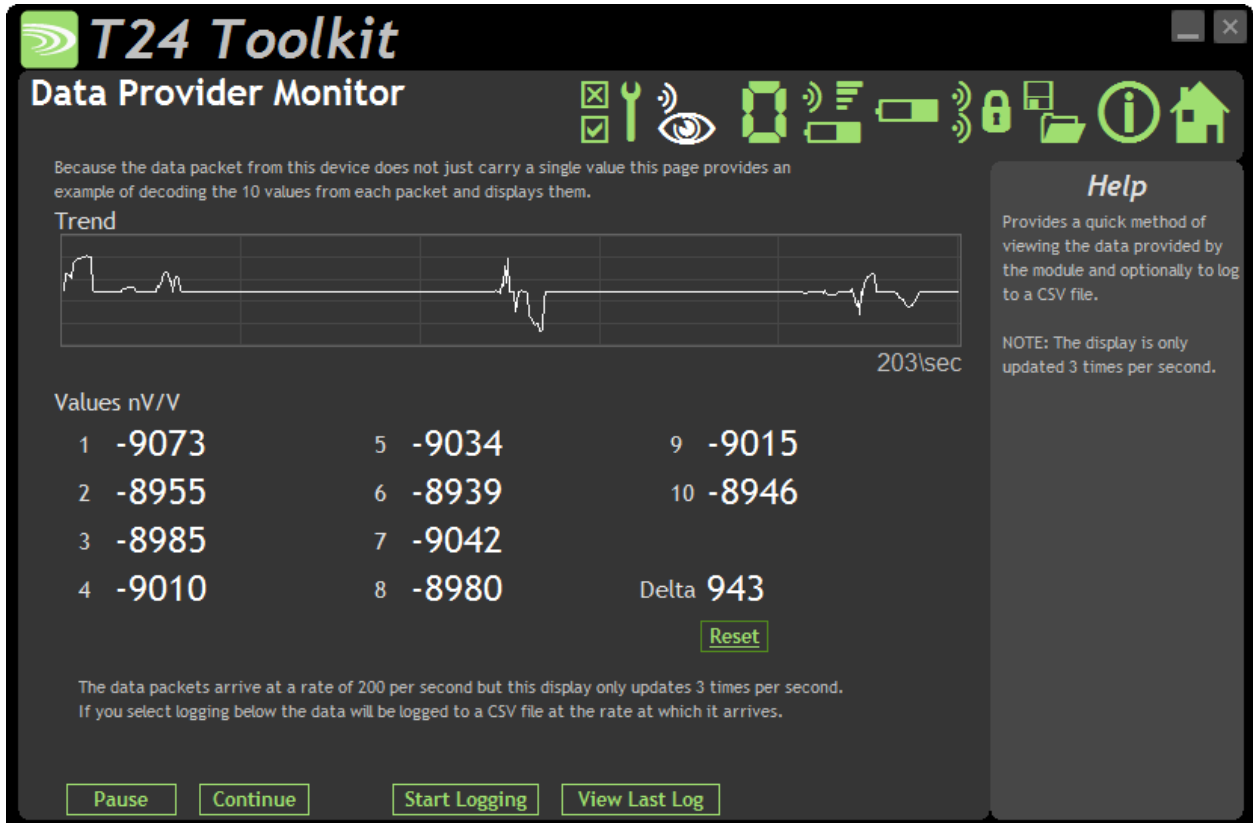 T24 Toolkit
Data Provider Monitor
Because the data packet from this device does not just carry a single value this page provides an
example of decoding the 10 values from each packet and displays them.
Trend
203\sec
Values nV/V
1 -9073
5 -9034
9 -9015
2 -8955
6 -8939
10 -8946
3 -8985
7 -9042
4 -9010
8 -8980
Delta 943
Reset
The data packets arrive at a rate of 200 per second but this display only updates 3 times per second.
If you select logging below the data will be logged to a CSV file at the rate at which it arrives.
Pause
Continue
Start Logging
View Last Log
Help
Provides a quick method of
viewing the data provided by
the module and optionally to log
to a CSV file.
NOTE: The display is only
updated 3 times per second.